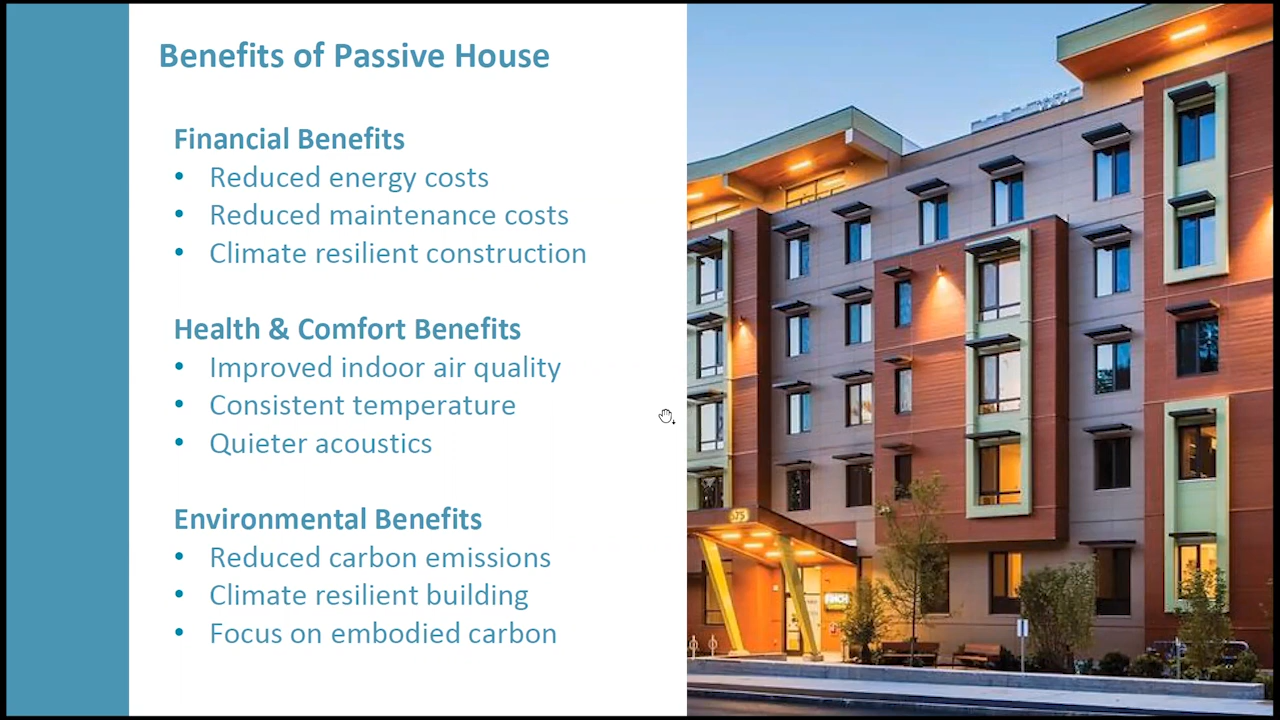 Benefits of Passive House
Financial Benefits
• Reduced energy costs
• Reduced maintenance costs
• Climate resilient construction
Health & Comfort Benefits
• Improved indoor air quality
• Consistent temperature
• Quieter acoustics
Environmental Benefits
• Reduced carbon emissions
• Climate resilient building
• Focus on embodied carbon
675
FINCH